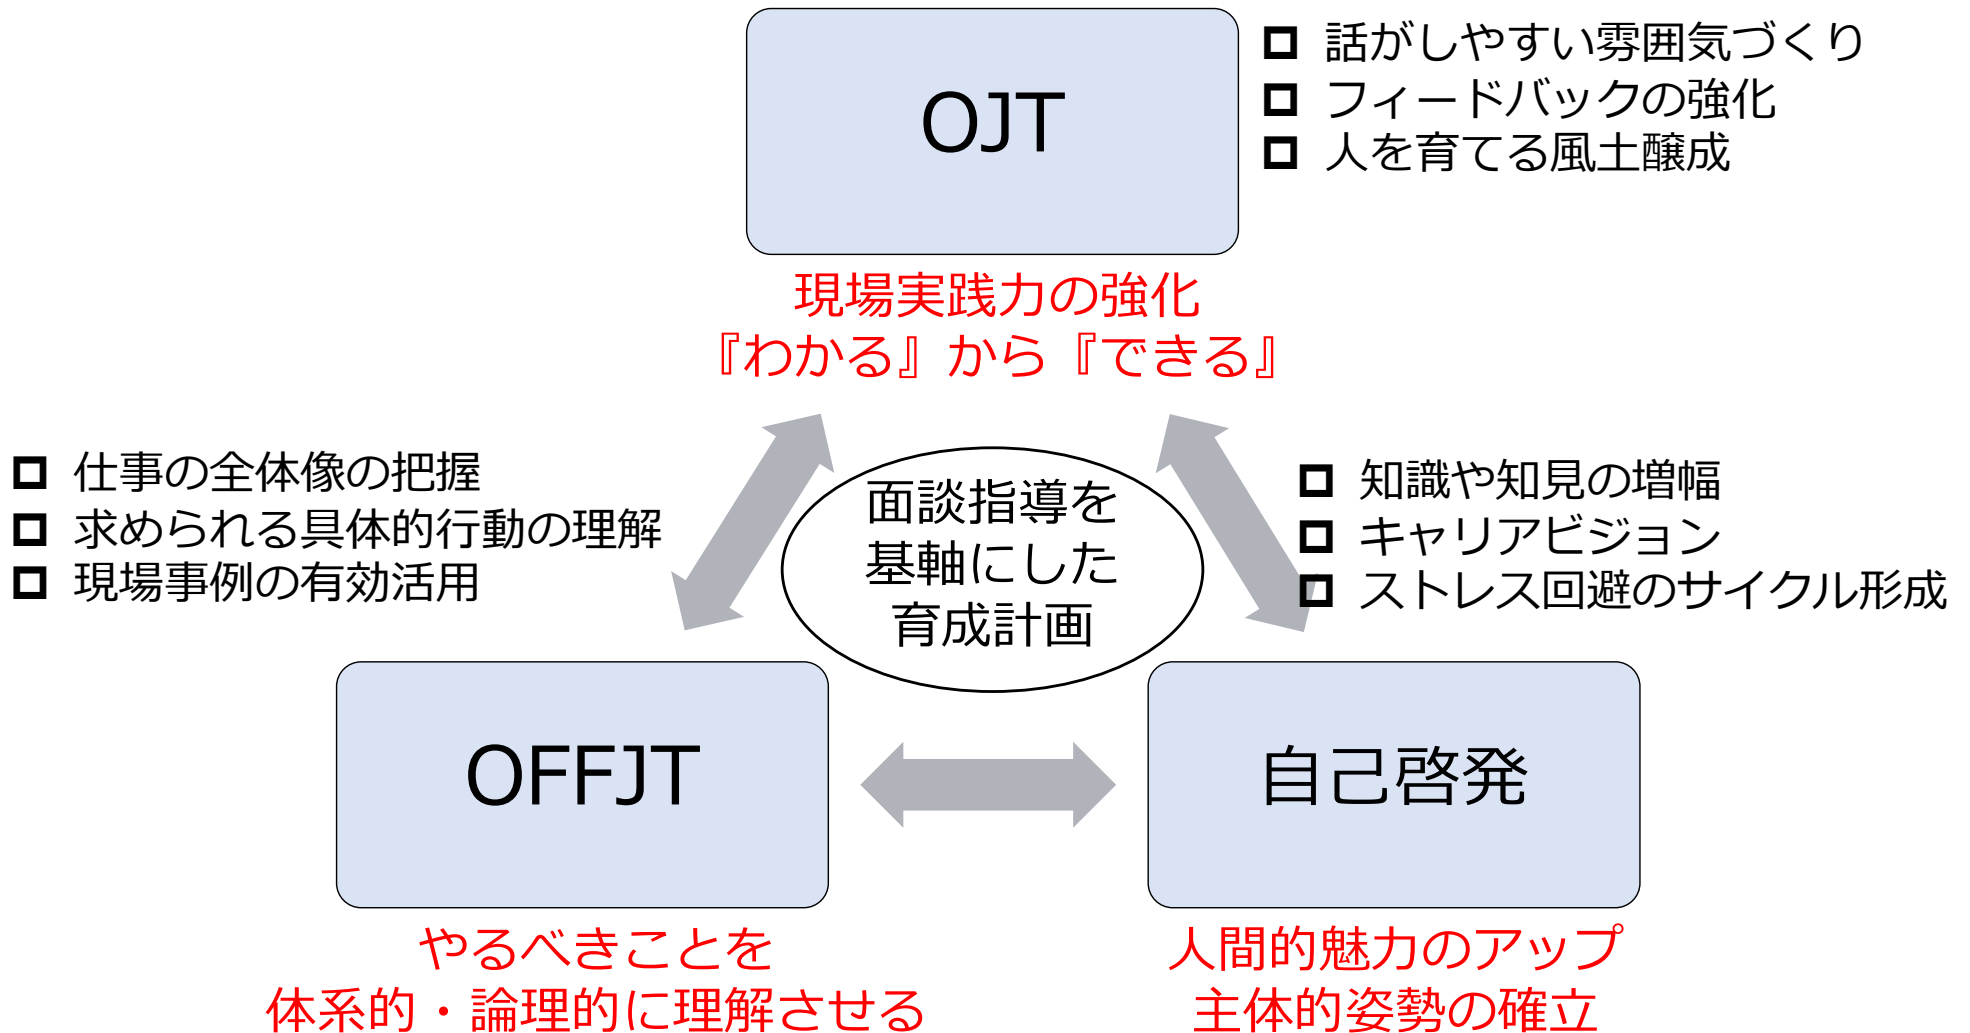 OJT
話がしやすい雰囲気づくり
フィードバックの強化
人を育てる風土醸成
現場実践力の強化
『わかる』から『できる』
仕事の全体像の把握
求められる具体的行動の理解
現場事例の有効活用
面談指導を
基軸にした
育成計画
知識や知見の増幅
キャリアビジョン
ストレス回避のサイクル形成
OFFJT
やるべきことを
体系的・論理的に理解させる
自己啓発
人間的魅力のアップ
主体的姿勢の確立